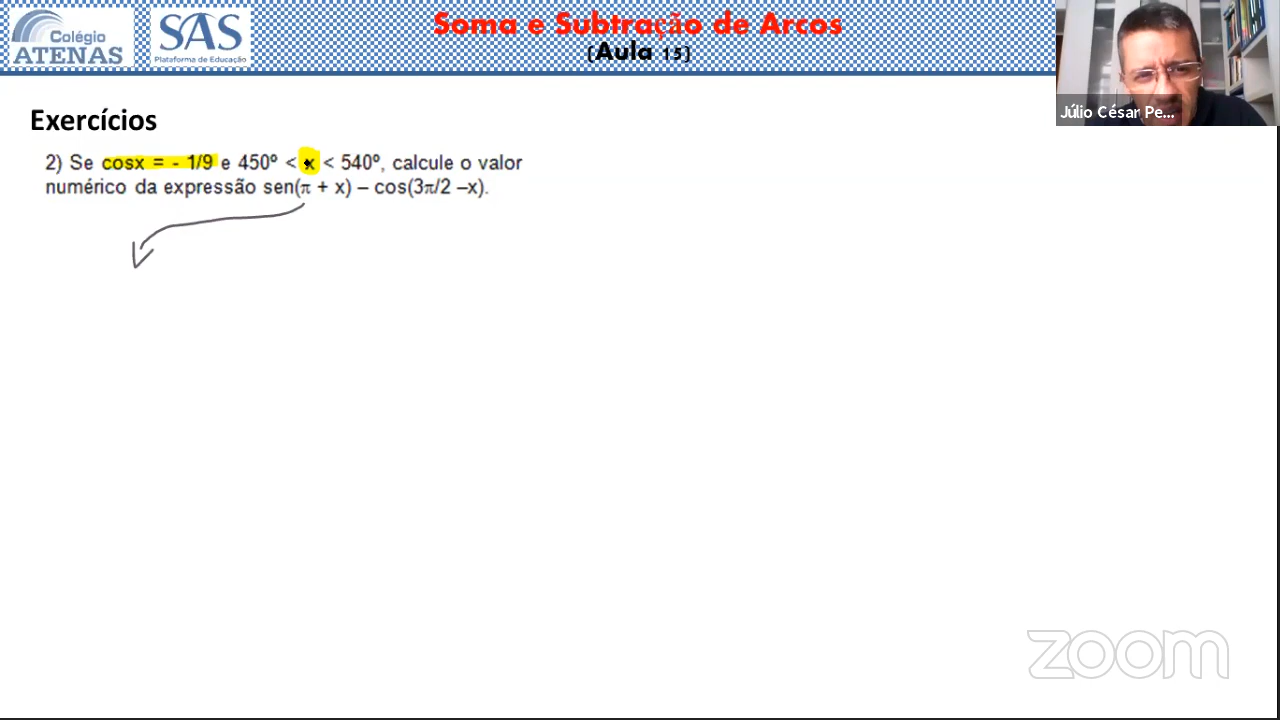 Colégio
ATENAS
SAS
Plataforma de Educação
Soma e Subtração de Arcos
(Aula 15)
Júlio César Pe...
Exercícios
2) Se cosx = - 1/9 e 450º < x < 540º, calcule o valor
numérico da expressão sen(π + x) – cos(3π/2 –x).
zoom